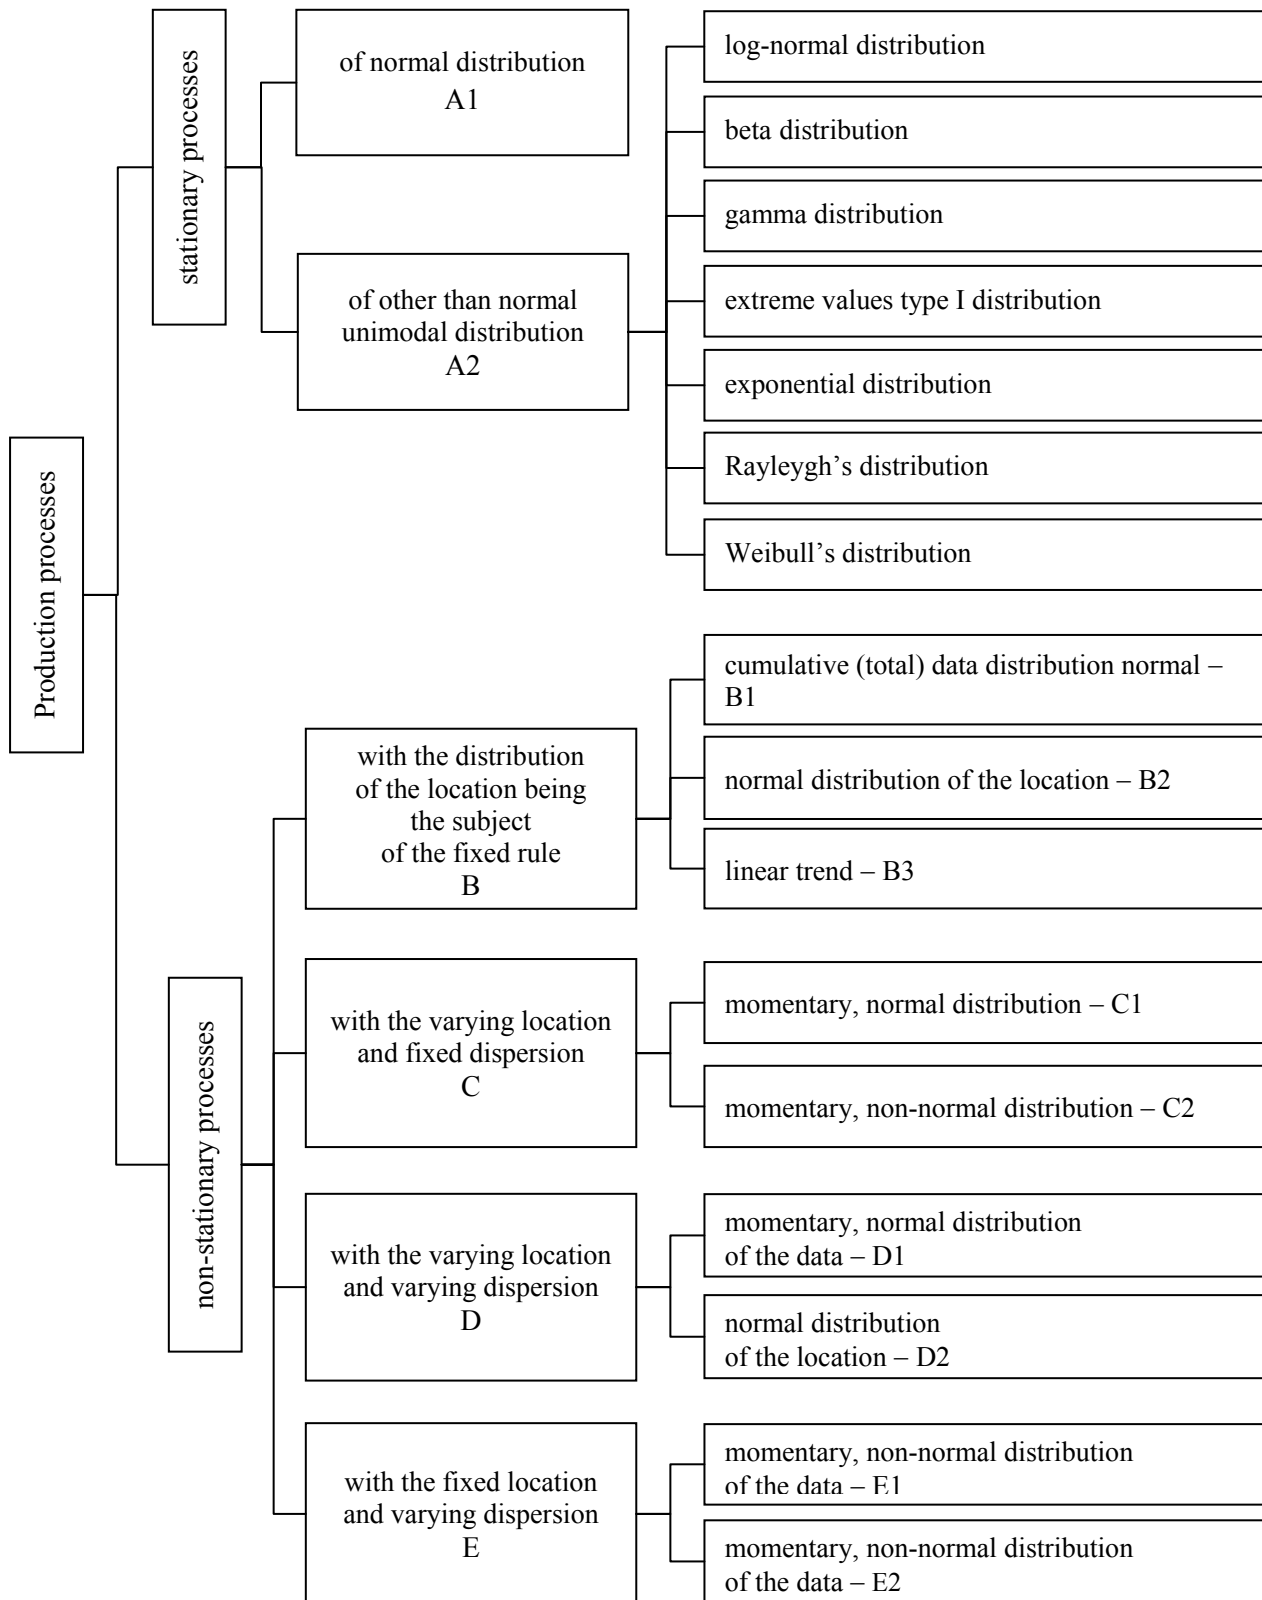 Production processes
stationary processes
of normal distribution
A1
of other than normal
unimodal distribution
A2
log-normal distribution
beta distribution
gamma distribution
extreme values type I distribution
exponential distribution
Rayleygh’s distribution
Weibull’s distribution
non-stationary processes
with the distribution
of the location being
the subject
of the fixed rule
B
cumulative (total) data distribution normal –
B1
normal distribution of the location – B2
linear trend – B3
with the varying location
and fixed dispersion
C
momentary, normal distribution – C1
momentary, non-normal distribution – C2
with the varying location
and varying dispersion
D
momentary, normal distribution
of the data – D1
normal distribution
of the location – D2
with the fixed location
and varying dispersion
E
momentary, non-normal distribution
of the data – E1
momentary, non-normal distribution
of the data – E2